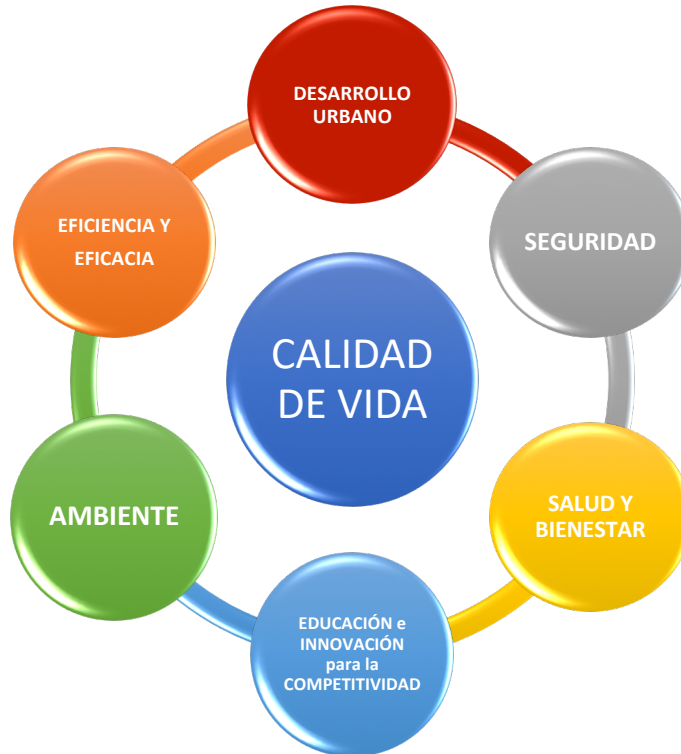 DESARROLLO
URBANO
SEGURIDAD
SALUD Y
BIENESTAR
EDUCACIÓN e
INNOVACIÓN
para la
COMPETITIVIDAD
AMBIENTE
EFICIENCIA Y
EFICACIA
CALIDAD
DE VIDA